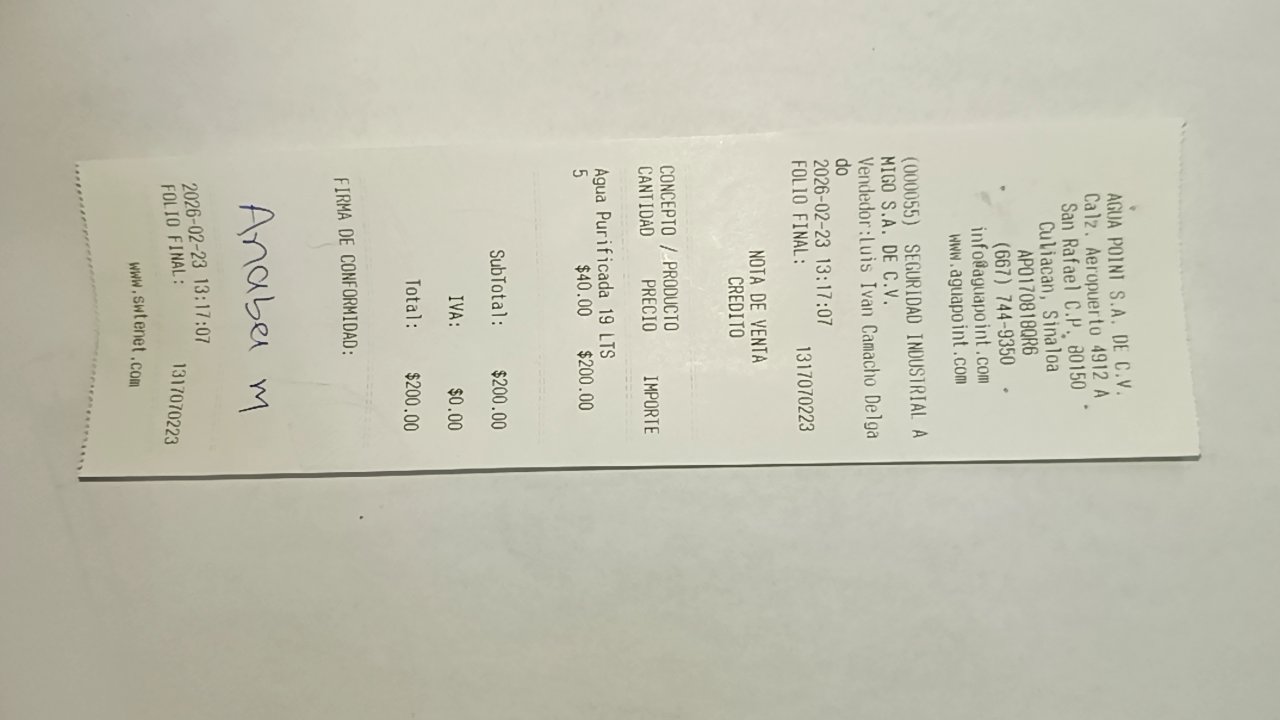 AGUA POINT S.A. DE C.V.
Calz. Aeropuerto 4912 A
San Rafael C.P. 80150
Culiacan, Sinaloa
APO170818QR6
(667) 744-9350
info@aguapoint.com
www.aguapoint.com
(000055) SEGURIDAD INDUSTRIAL A
MIGO S.A. DE C.V.
Vendedor:Luis Ivan Camacho Delga
do
2026-02-23 13:17:07
FOLIO FINAL: 1317070223
NOTA DE VENTA
CREDITO
CONCEPTO / PRODUCTO
CANTIDAD PRECIO IMPORTE
Agua Purificada 19 LTS
5 $40.00 $200.00
SubTotal: $200.00
IVA: $0.00
Total: $200.00
FIRMA DE CONFORMIDAD:
Anabel M
2026-02-23 13:17:07
FOLIO FINAL: 1317070223
www.swtenet.com